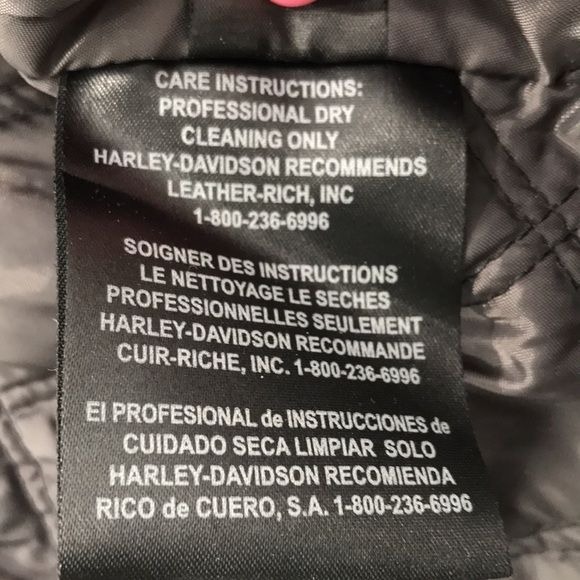 CARE INSTRUCTIONS:
PROFESSIONAL DRY
CLEANING ONLY
HARLEY-DAVIDSON RECOMMENDS
LEATHER-RICH, INC
1-800-236-6996
SOIGNER DES INSTRUCTIONS
LE NETTOYAGE LE SECHES
PROFESSIONNELLES SEULEMENT
HARLEY-DAVIDSON RECOMMANDE
CUIR-RICHE, INC. 1-800-236-6996
El PROFESIONAL de INSTRUCCIONES de
CUIDADO SECA LIMPIAR SOLO
HARLEY-DAVIDSON RECOMIENDA
RICO de CUERO, S.A. 1-800-236-6996